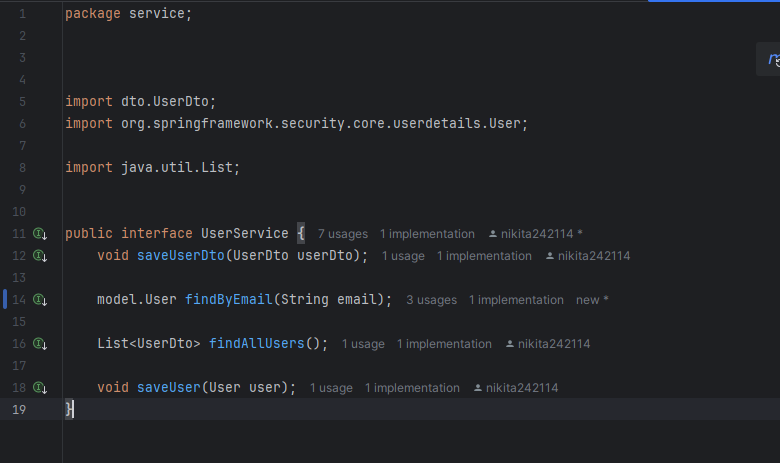 1 package service;
2
3
4
5 import dto.UserDto;
6 import org.springframework.security.core.userdetails.User;
7
8 import java.util.List;
9
10
11 public interface UserService { 7 usages 1 implementation nikita242114 *
12 void saveUserDto(UserDto userDto); 1 usage 1 implementation nikita242114
13
14 model.User findByEmail(String email); 3 usages 1 implementation new *
15
16 List<UserDto> findAllUsers(); 1 usage 1 implementation nikita242114
17
18 void saveUser(User user); 1 usage 1 implementation nikita242114
19 }